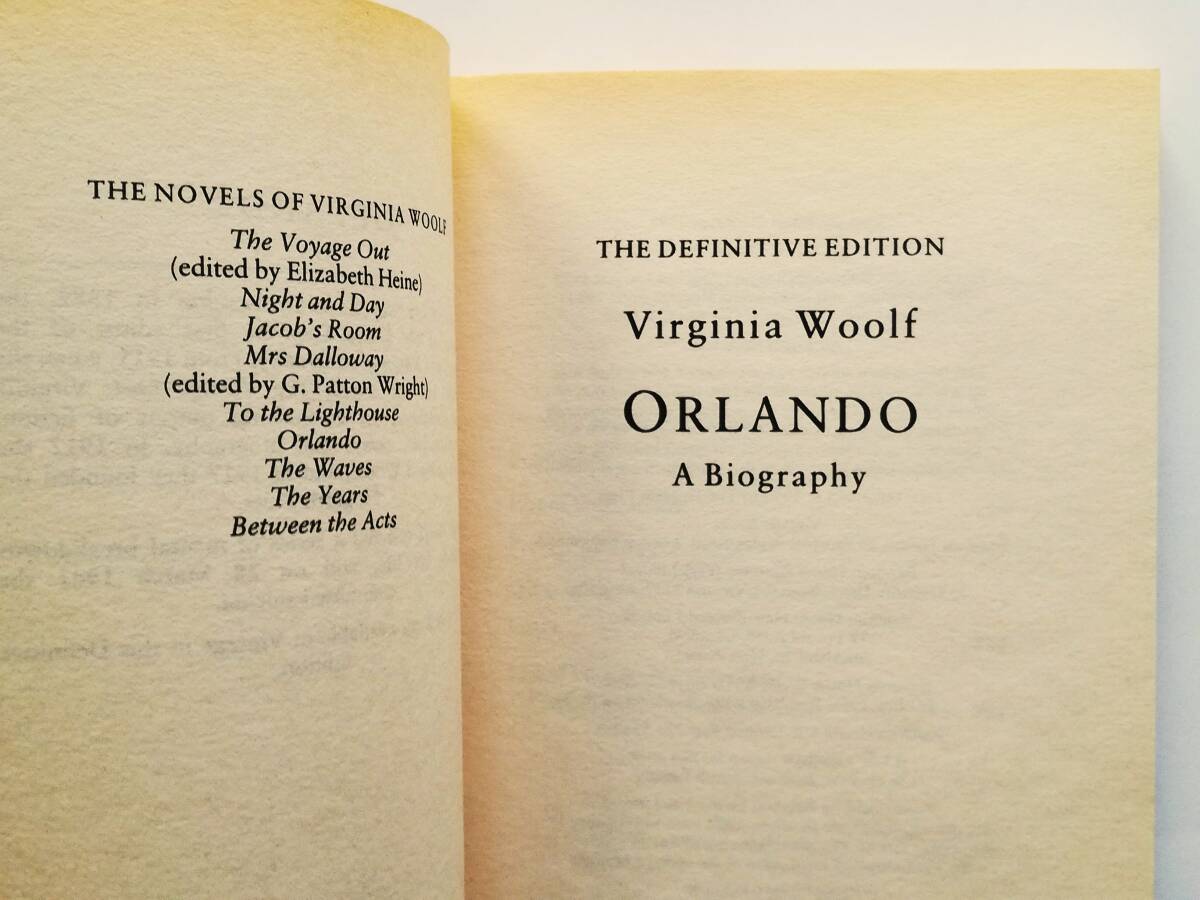 THE NOVELS OF VIRGINIA WOOLF
The Voyage Out
(edited by Elizabeth Heine)
Night and Day
Jacob's Room
Mrs Dalloway
(edited by G. Patton Wright)
To the Lighthouse
Orlando
The Waves
The Years
Between the Acts
THE DEFINITIVE EDITION
Virginia Woolf
ORLANDO
A Biography